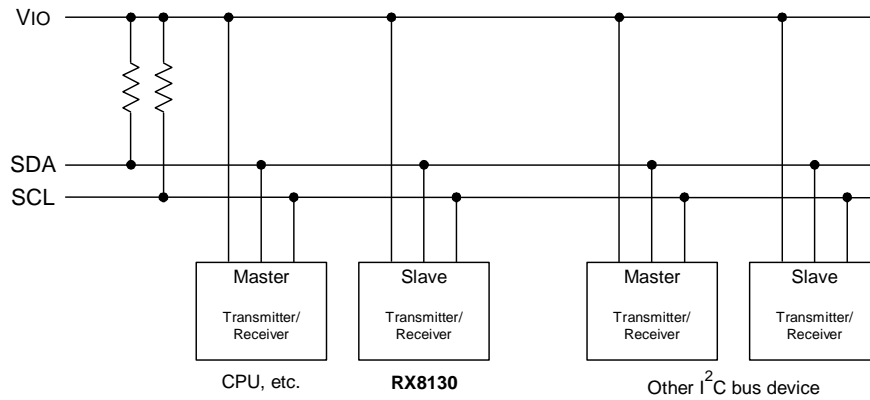 VIO
SDA
SCL
Master
Transmitter/
Receiver
Slave
Transmitter/
Receiver
Master
Transmitter/
Receiver
Slave
Transmitter/
Receiver
CPU, etc.
RX8130
Other I²C bus device